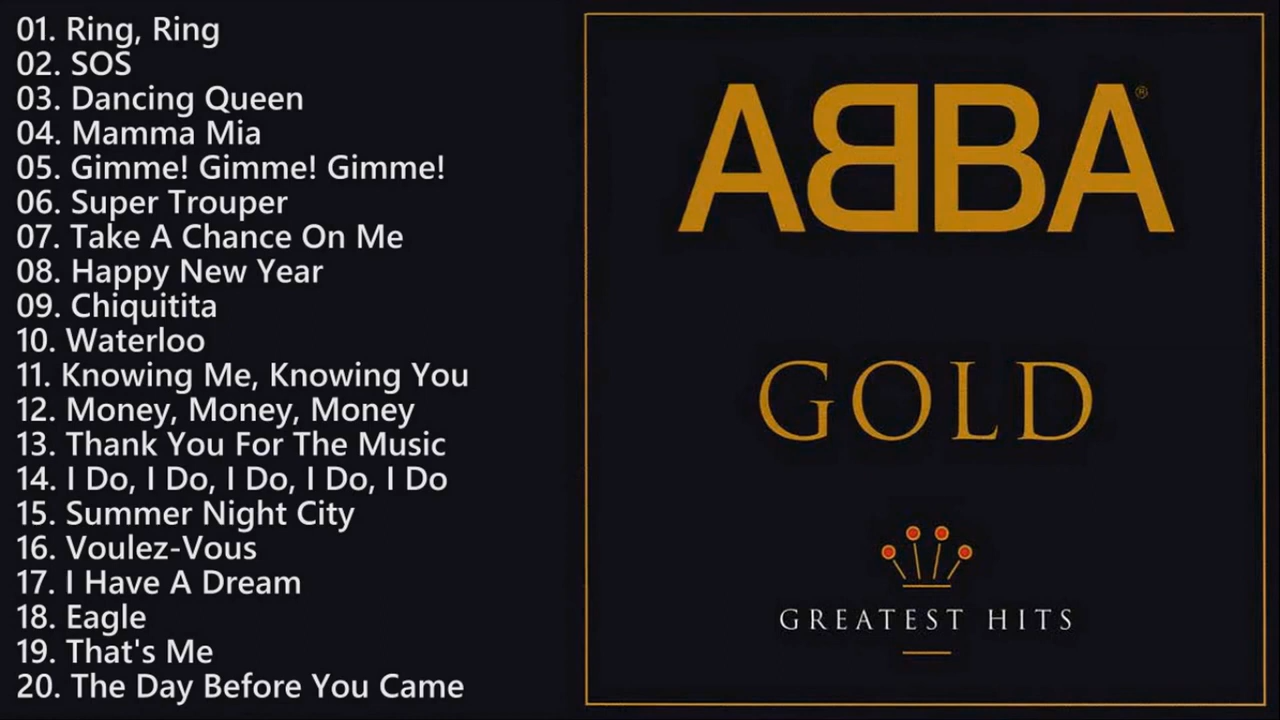 01. Ring, Ring
02. SOS
03. Dancing Queen
04. Mamma Mia
05. Gimme! Gimme! Gimme!
06. Super Trouper
07. Take A Chance On Me
08. Happy New Year
09. Chiquitita
10. Waterloo
11. Knowing Me, Knowing You
12. Money, Money, Money
13. Thank You For The Music
14. I Do, I Do, I Do, I Do, I Do
15. Summer Night City
16. Voulez-Vous
17. I Have A Dream
18. Eagle
19. That's Me
20. The Day Before You Came
ABBA®
GOLD
GREATEST HITS